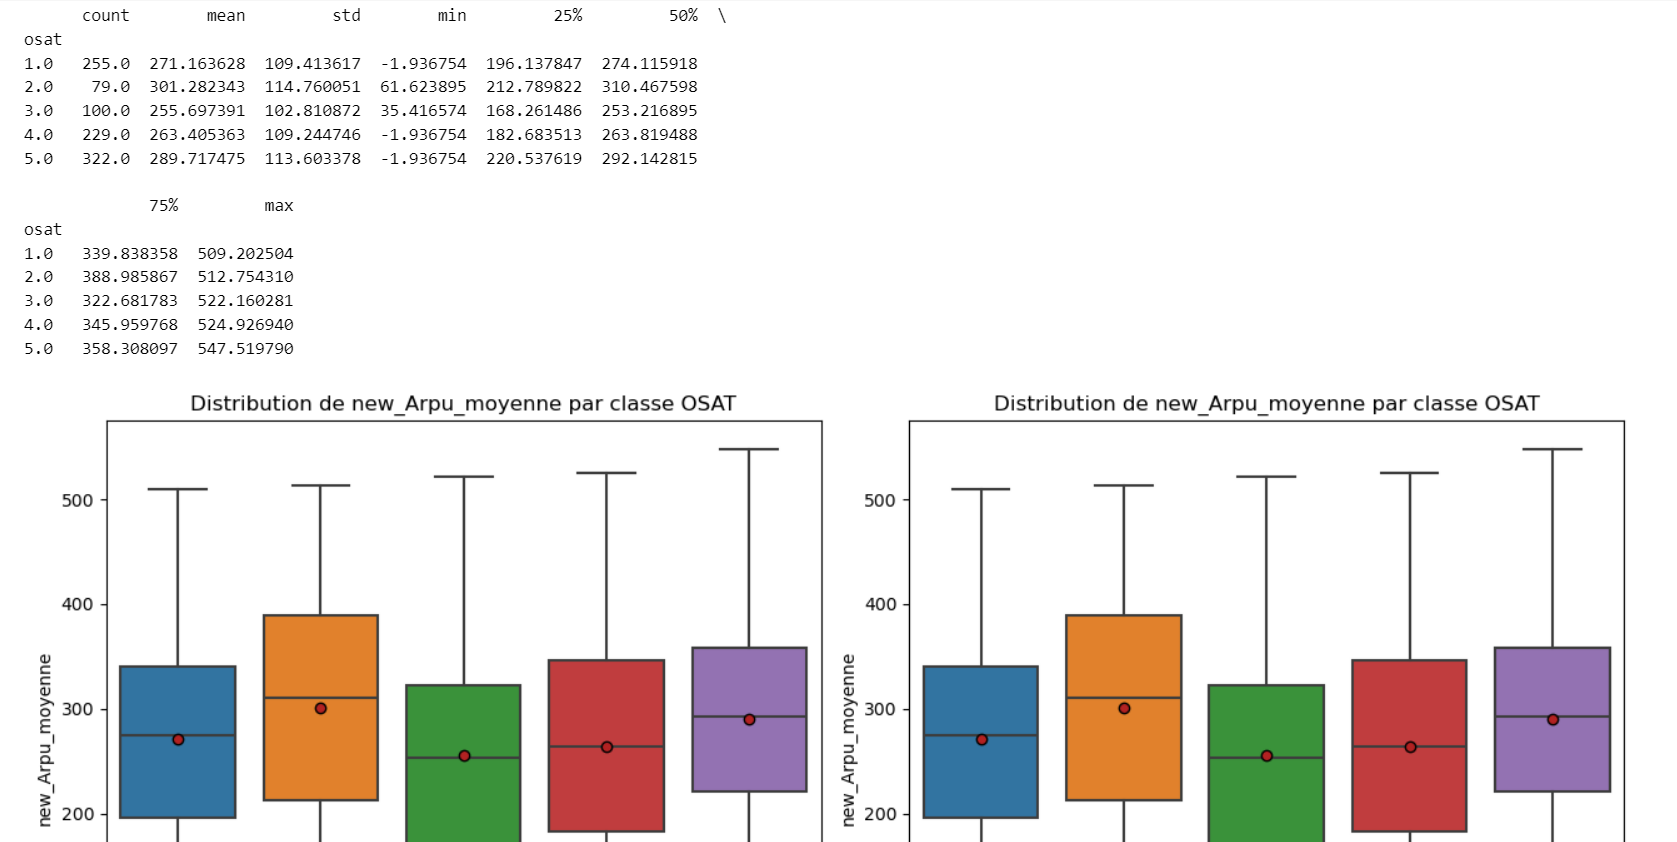 count mean std min 25% 50% \
osat
1.0 255.0 271.163628 109.413617 -1.936754 196.137847 274.115918
2.0 79.0 301.282343 114.760051 61.623895 212.789822 310.467598
3.0 100.0 255.697391 102.810872 35.416574 168.261486 253.216895
4.0 229.0 263.405363 109.244746 -1.936754 182.683513 263.819488
5.0 322.0 289.717475 113.603378 -1.936754 220.537619 292.142815
75% max
osat
1.0 339.838358 509.202504
2.0 388.985867 512.754310
3.0 322.681783 522.160281
4.0 345.959768 524.926940
5.0 358.308097 547.519790
Distribution de new_Arpu_moyenne par classe OSAT
500
400
300
200
new_Arpu_moyenne
Distribution de new_Arpu_moyenne par classe OSAT
500
400
300
200
new_Arpu_moyenne